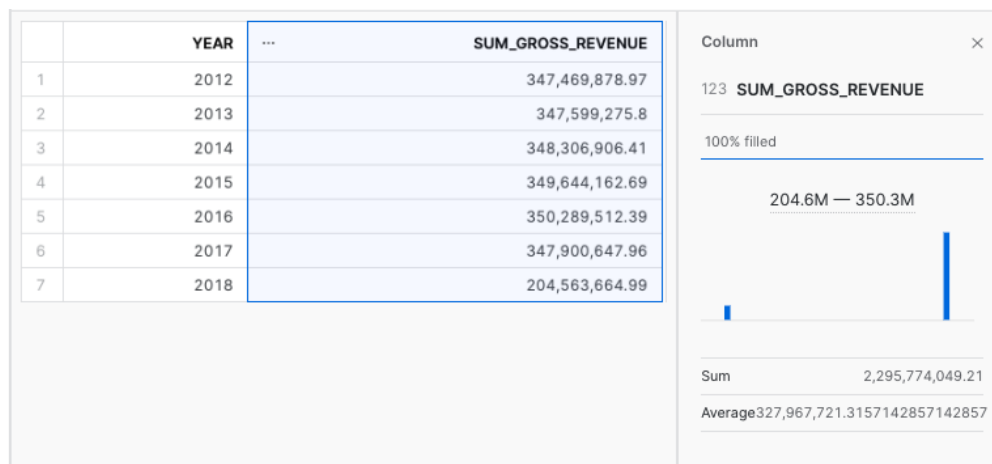 YEAR ... SUM_GROSS_REVENUE
1 2012 347,469,878.97
2 2013 347,599,275.8
3 2014 348,306,906.41
4 2015 349,644,162.69
5 2016 350,289,512.39
6 2017 347,900,647.96
7 2018 204,563,664.99
Column ×
123 SUM_GROSS_REVENUE
100% filled
204.6M — 350.3M
Sum 2,295,774,049.21
Average327,967,721.3157142857142857